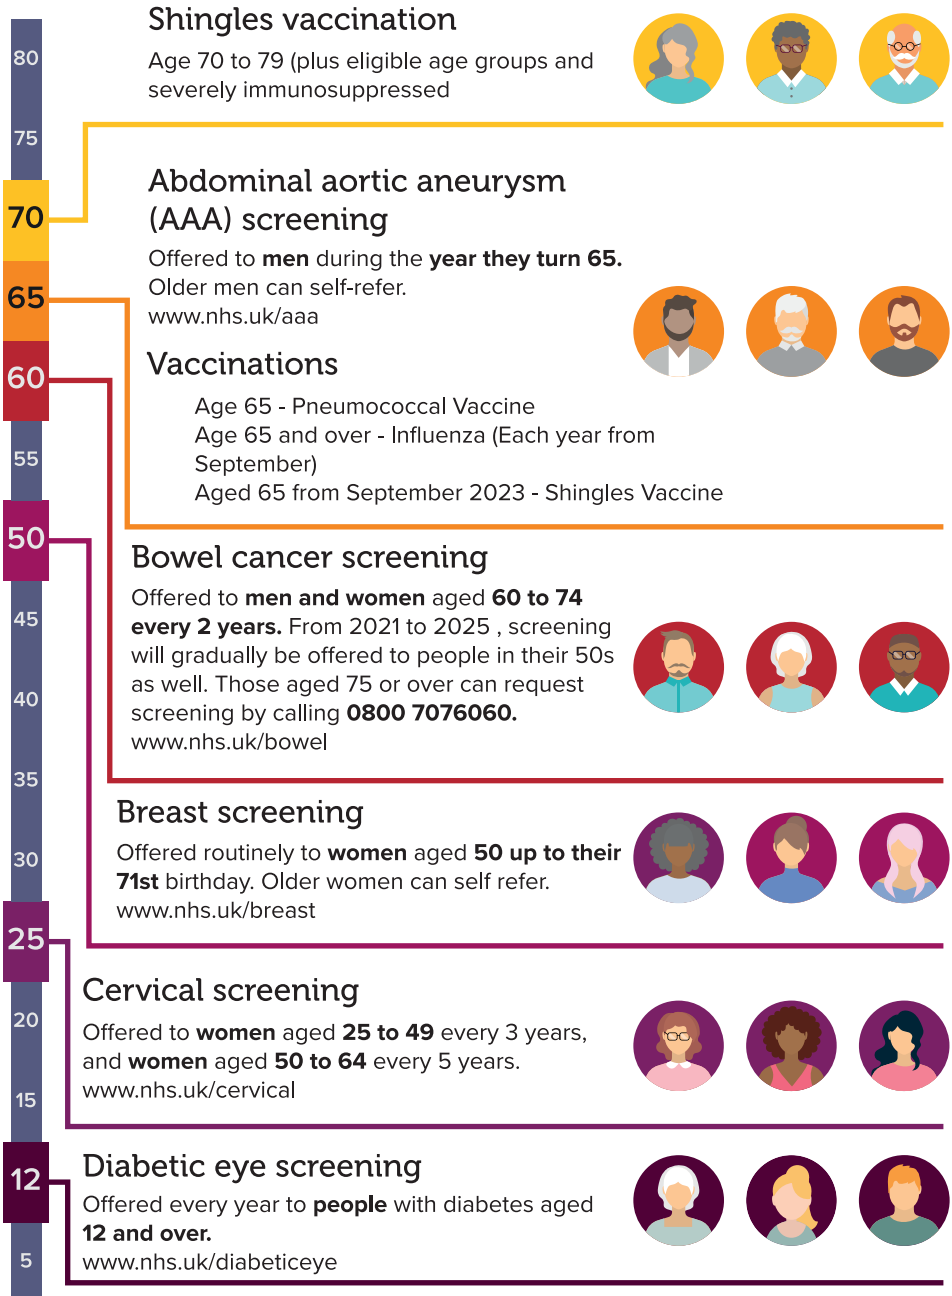 Shingles vaccination
Age 70 to 79 (plus eligible age groups and
severely immunosuppressed
Abdominal aortic aneurysm
(AAA) screening
Offered to men during the year they turn 65.
Older men can self-refer.
www.nhs.uk/aaa
Vaccinations
Age 65 - Pneumococcal Vaccine
Age 65 and over - Influenza (Each year from
September)
Aged 65 from September 2023 - Shingles Vaccine
Bowel cancer screening
Offered to men and women aged 60 to 74
every 2 years. From 2021 to 2025 , screening
will gradually be offered to people in their 50s
as well. Those aged 75 or over can request
screening by calling 0800 7076060.
www.nhs.uk/bowel
Breast screening
Offered routinely to women aged 50 up to their
71st birthday. Older women can self refer.
www.nhs.uk/breast
Cervical screening
Offered to women aged 25 to 49 every 3 years,
and women aged 50 to 64 every 5 years.
www.nhs.uk/cervical
Diabetic eye screening
Offered every year to people with diabetes aged
12 and over.
www.nhs.uk/diabeticeye
80
75
70
65
60
55
50
45
40
35
30
25
20
15
12
5